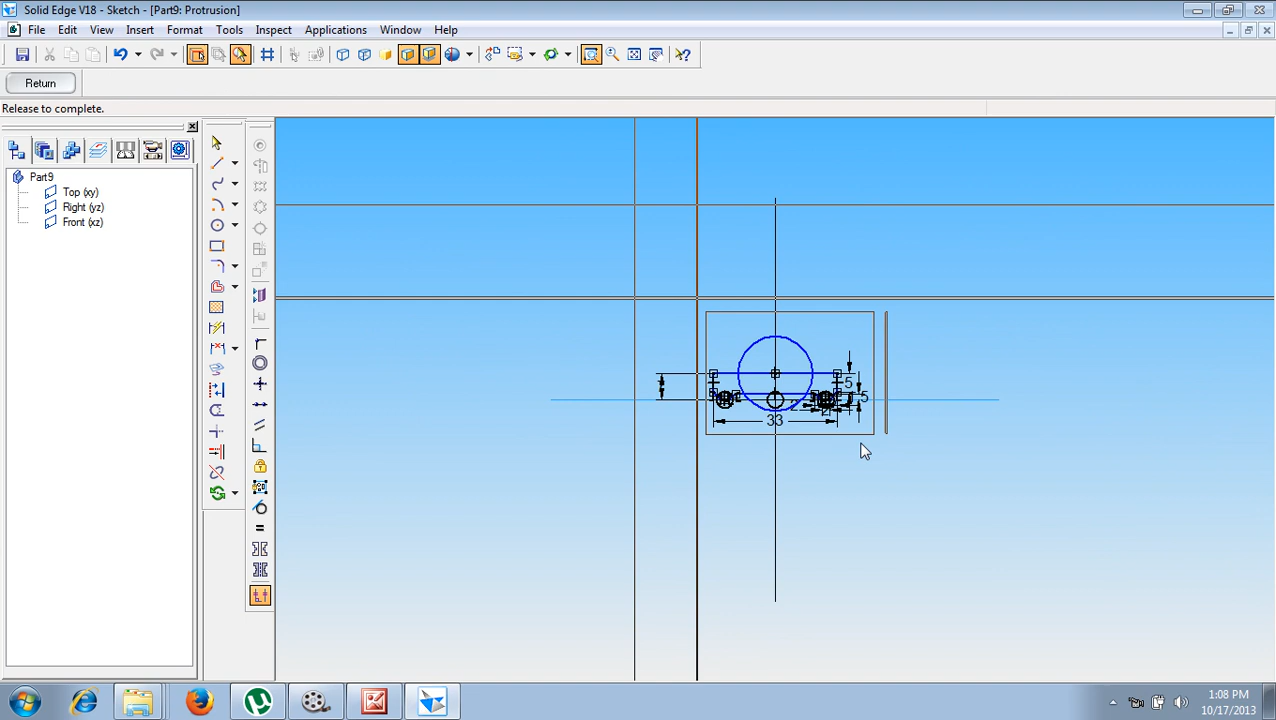 Solid Edge V18 - Sketch - [Part9: Protrusion]
File Edit View Insert Format Tools Inspect Applications Window Help
Return
Release to complete.
Part9
Top (xy)
Right (yz)
Front (xz)
5
5
33
1:08 PM
10/17/2013